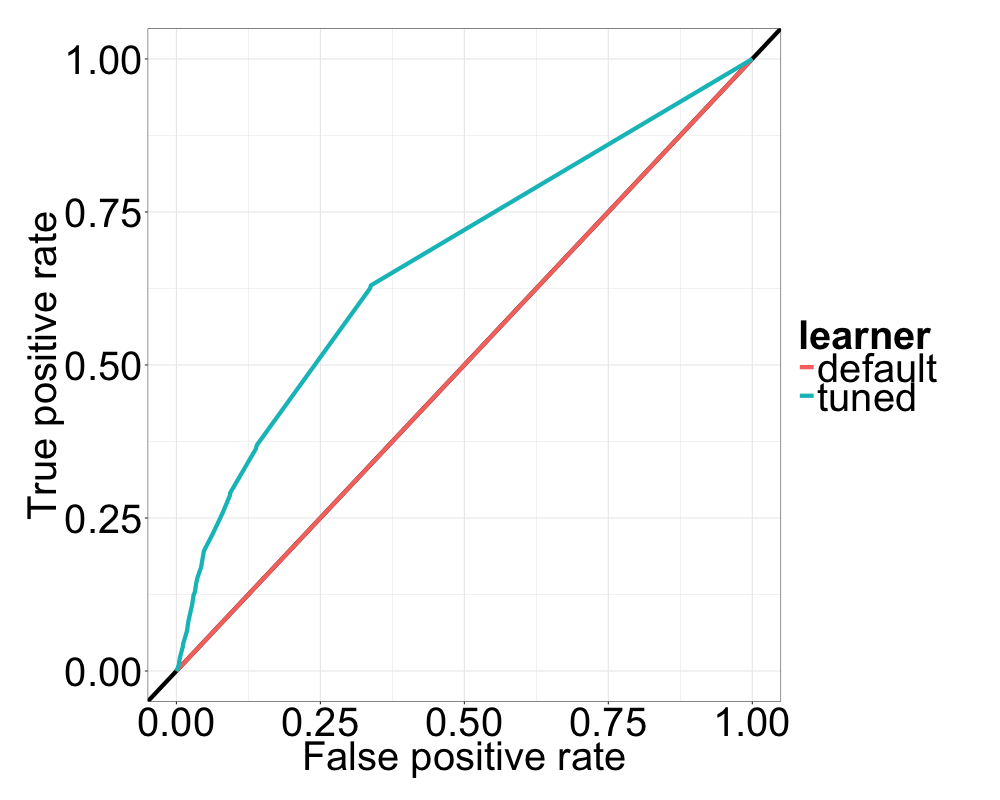 True positive rate
1.00
0.75
0.50
0.25
0.00
0.00 0.25 0.50 0.75 1.00
False positive rate
learner
default
tuned